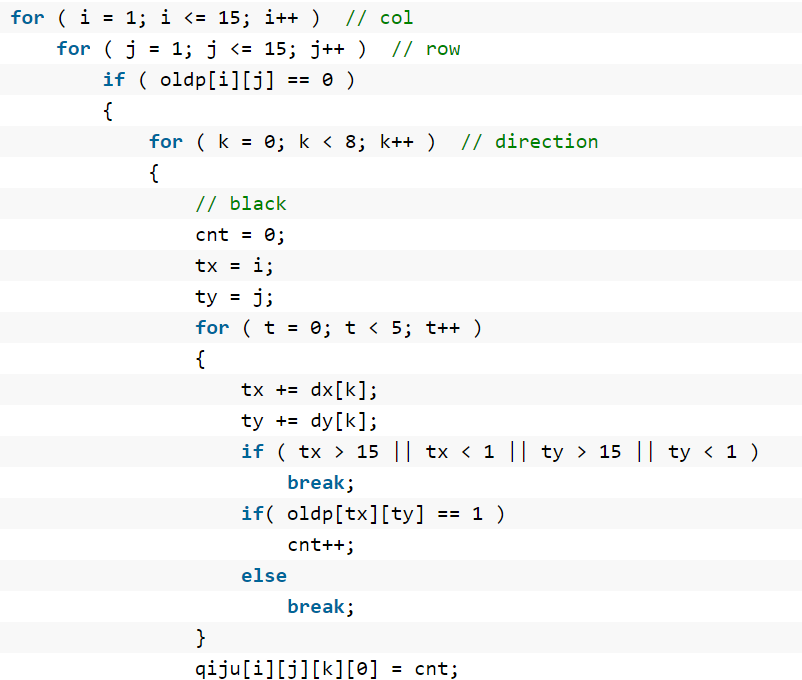 for ( i = 1; i <= 15; i++ )  // col
    for ( j = 1; j <= 15; j++ )  // row
        if ( oldp[i][j] == 0 )
        {
            for ( k = 0; k < 8; k++ )  // direction
            {
                // black
                cnt = 0;
                tx = i;
                ty = j;
                for ( t = 0; t < 5; t++ )
                {
                    tx += dx[k];
                    ty += dy[k];
                    if ( tx > 15 || tx < 1 || ty > 15 || ty < 1 )
                        break;
                    if( oldp[tx][ty] == 1 )
                        cnt++;
                    else
                        break;
                }
                qiju[i][j][k][0] = cnt;